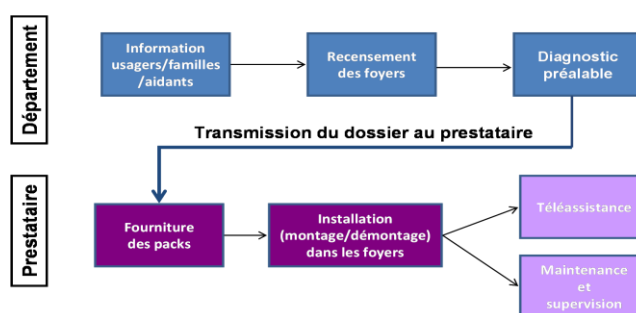 Département
Information
usagers/familles
/aidants
Recensement
des foyers
Diagnostic
préalable
Transmission du dossier au prestataire
Prestataire
Fourniture
des packs
Installation
(montage/démontage)
dans les foyers
Téléassistance
Maintenance
et
supervision